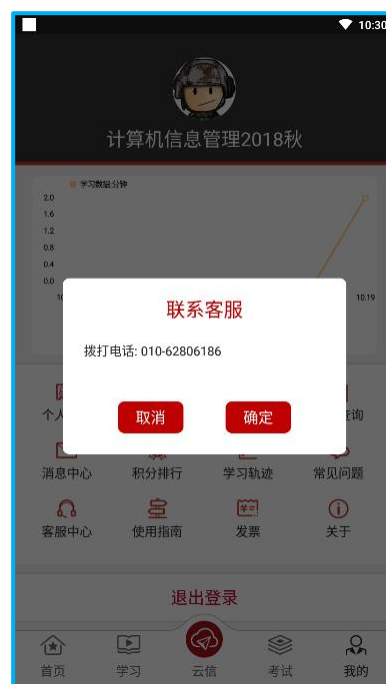 10:30
计算机信息管理2018秋
学习数据:分钟
2.0
1.6
1.2
0.8
0.4
0.0
10.19
联系客服
拨打电话: 010-62806186
取消
确定
消息中心
积分排行
学习轨迹
常见问题
客服中心
使用指南
发票
关于
退出登录
首页
学习
云信
考试
我的